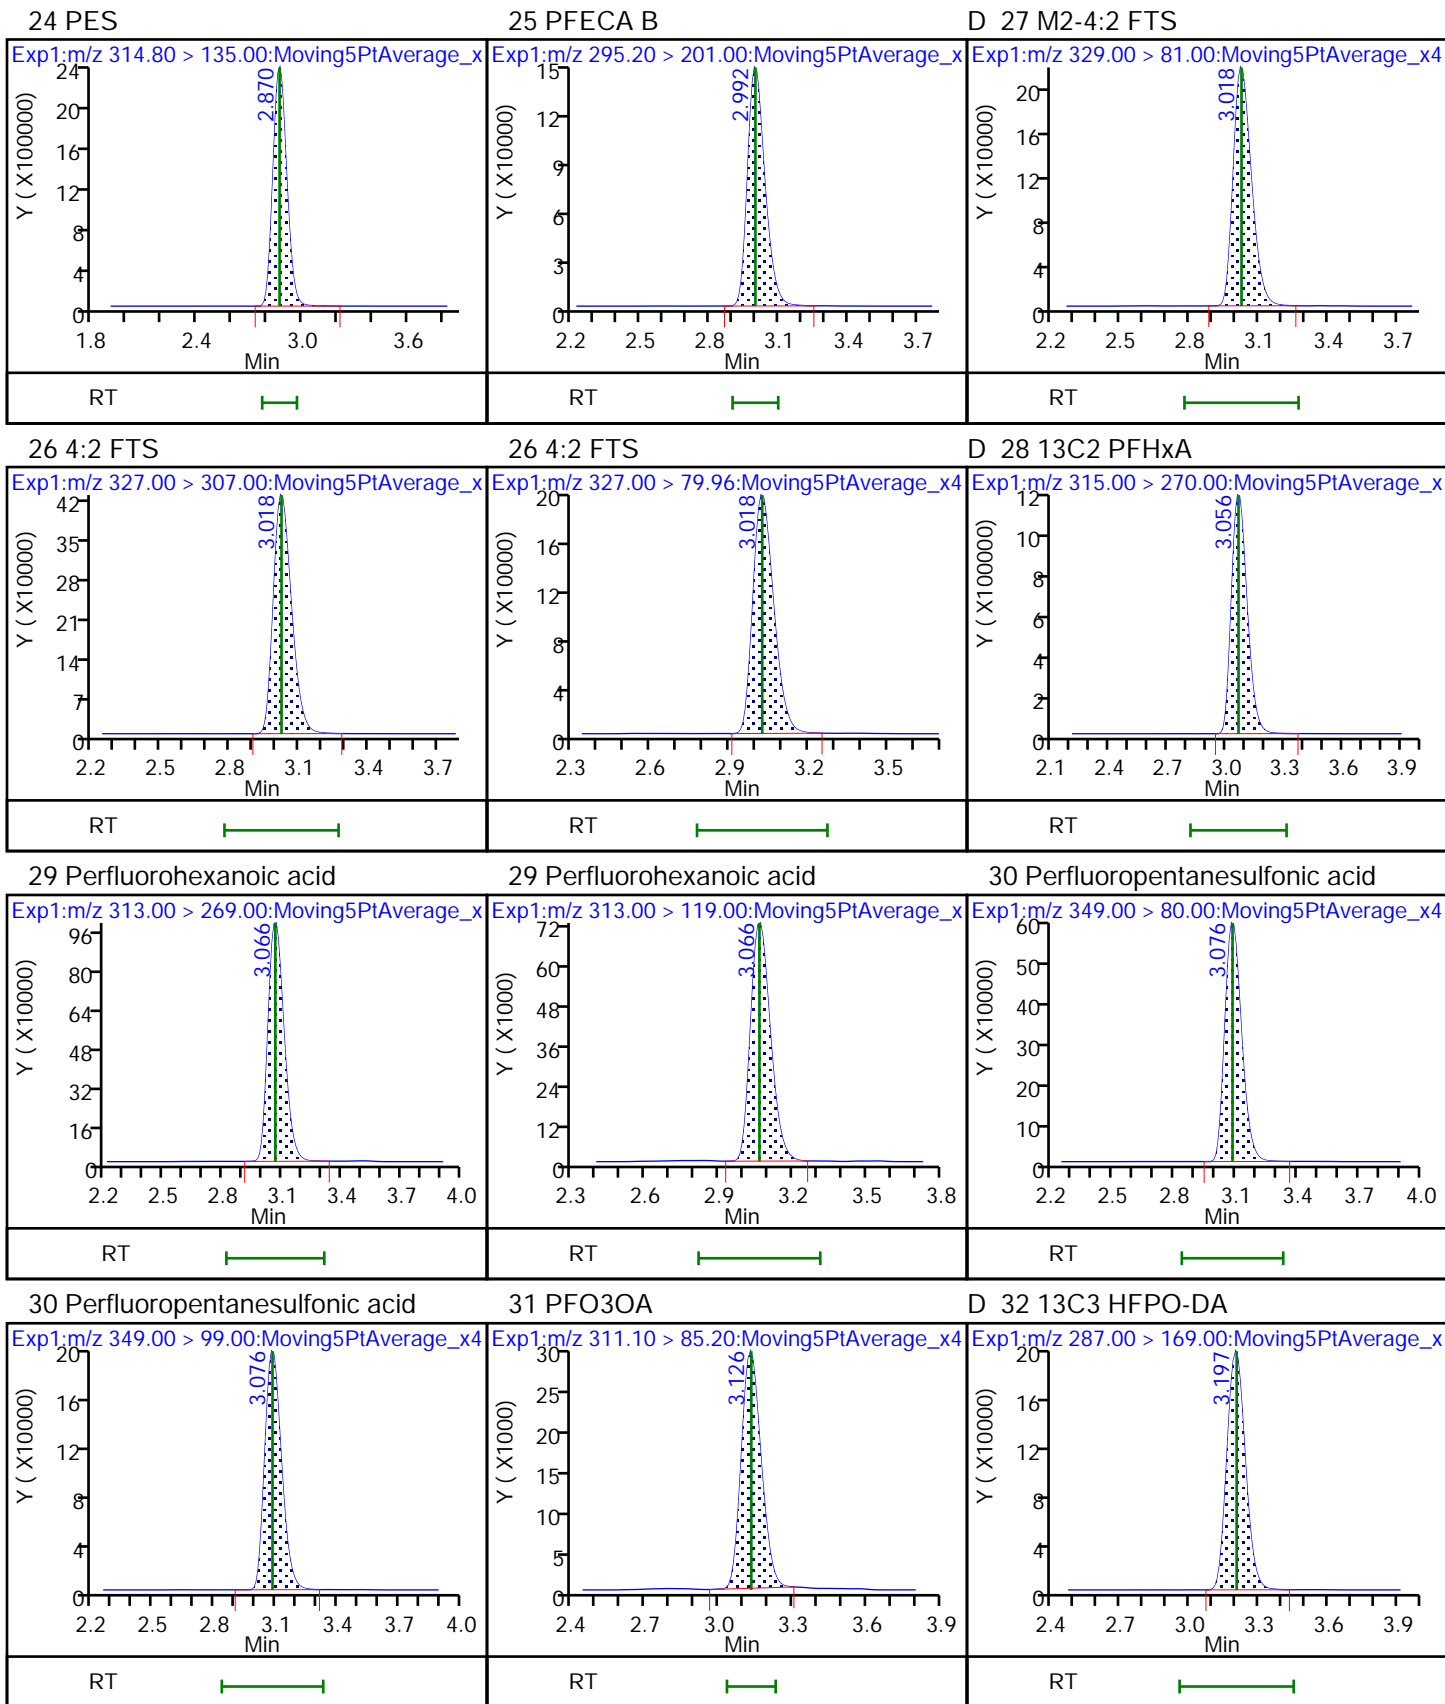 24 PES
Exp1:m/z 314.80 > 135.00:Moving5PtAverage_x
2.870
Y ( X100000)
24
20
16
12
8
4
0
1.8 2.4 3.0 3.6
Min
RT
25 PFECA B
Exp1:m/z 295.20 > 201.00:Moving5PtAverage_x
2.992
Y ( X10000)
15
12
9
6
3
0
2.2 2.5 2.8 3.1 3.4 3.7
Min
RT
D 27 M2-4:2 FTS
Exp1:m/z 329.00 > 81.00:Moving5PtAverage_x4
3.018
Y ( X10000)
20
16
12
8
4
0
2.2 2.5 2.8 3.1 3.4 3.7
Min
RT
26 4:2 FTS
Exp1:m/z 327.00 > 307.00:Moving5PtAverage_x
3.018
Y ( X10000)
42
35
28
21
14
7
0
2.2 2.5 2.8 3.1 3.4 3.7
Min
RT
26 4:2 FTS
Exp1:m/z 327.00 > 79.96:Moving5PtAverage_x4
3.018
Y ( X10000)
20
16
12
8
4
0
2.3 2.6 2.9 3.2 3.5
Min
RT
D 28 13C2 PFHxA
Exp1:m/z 315.00 > 270.00:Moving5PtAverage_x
3.056
Y ( X100000)
12
10
8
6
4
2
0
2.1 2.4 2.7 3.0 3.3 3.6 3.9
Min
RT
29 Perfluorohexanoic acid
Exp1:m/z 313.00 > 269.00:Moving5PtAverage_x
3.066
Y ( X10000)
96
80
64
48
32
16
0
2.2 2.5 2.8 3.1 3.4 3.7 4.0
Min
RT
29 Perfluorohexanoic acid
Exp1:m/z 313.00 > 119.00:Moving5PtAverage_x
3.066
Y ( X1000)
72
60
48
36
24
12
0
2.3 2.6 2.9 3.2 3.5 3.8
Min
RT
30 Perfluoropentanesulfonic acid
Exp1:m/z 349.00 > 80.00:Moving5PtAverage_x4
3.076
Y ( X10000)
60
50
40
30
20
10
0
2.2 2.5 2.8 3.1 3.4 3.7 4.0
Min
RT
30 Perfluoropentanesulfonic acid
Exp1:m/z 349.00 > 99.00:Moving5PtAverage_x4
3.076
Y ( X10000)
20
16
12
8
4
0
2.2 2.5 2.8 3.1 3.4 3.7 4.0
Min
RT
31 PFO3OA
Exp1:m/z 311.10 > 85.20:Moving5PtAverage_x4
3.126
Y ( X1000)
30
25
20
15
10
5
0
2.4 2.7 3.0 3.3 3.6 3.9
Min
RT
D 32 13C3 HFPO-DA
Exp1:m/z 287.00 > 169.00:Moving5PtAverage_x
3.197
Y ( X10000)
20
16
12
8
4
0
2.4 2.7 3.0 3.3 3.6 3.9
Min
RT